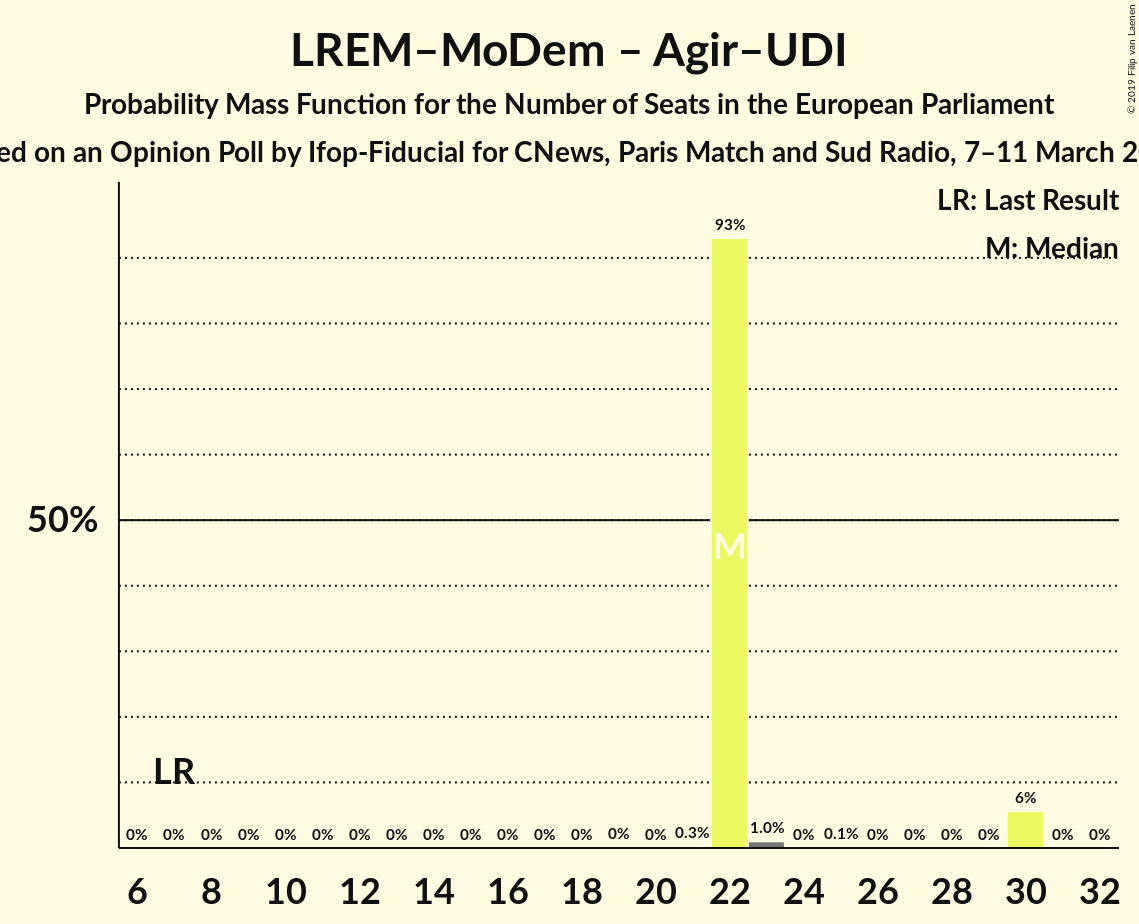 © 2019 Filip van Laenen
LREM–MoDem – Agir–UDI
Probability Mass Function for the Number of Seats in the European Parliament
ed on an Opinion Poll by Ifop-Fiducial for CNews, Paris Match and Sud Radio, 7–11 March 2
LR: Last Result
M: Median
93%
50%
M
LR
6%
0% 0% 0% 0% 0% 0% 0% 0% 0% 0% 0% 0% 0% 0% 0% 0.3% 1.0% 0% 0.1% 0% 0% 0% 0% 0% 0%
6 8 10 12 14 16 18 20 22 24 26 28 30 32